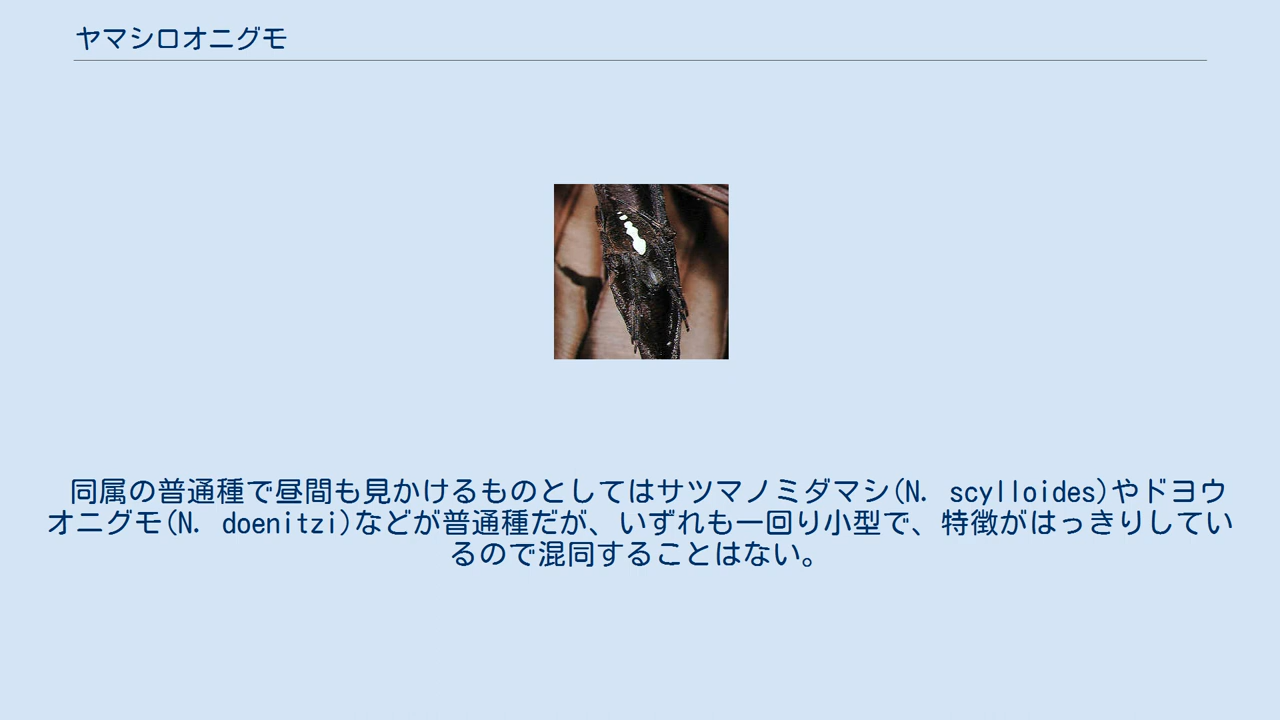 ヤマシロオニグモ
同属の普通種で昼間も見かけるものとしてはサツマノミダマシ(N. scylloides)やドヨウ
オニグモ(N. doenitzi)などが普通種だが、いずれも一回り小型で、特徴がはっきりしてい
るので混同することはない。